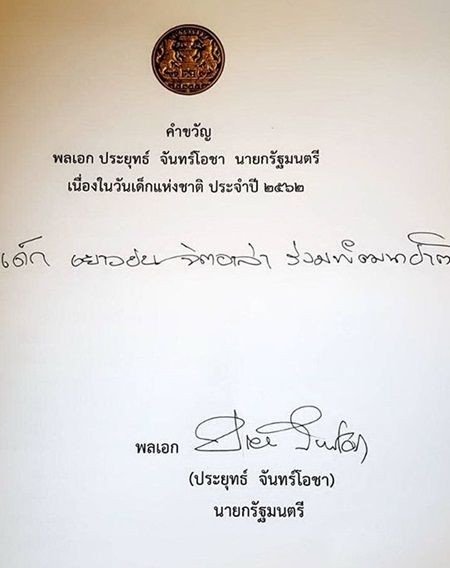 คำขวัญ
พลเอก ประยุทธ์ จันทร์โอชา นายกรัฐมนตรี
เนื่องในวันเด็กแห่งชาติ ประจำปี ๒๕๖๒
เด็ก เยาวชน จิตอาสา ร่วมพัฒนาชาติ
พลเอก
(ประยุทธ์ จันทร์โอชา)
นายกรัฐมนตรี